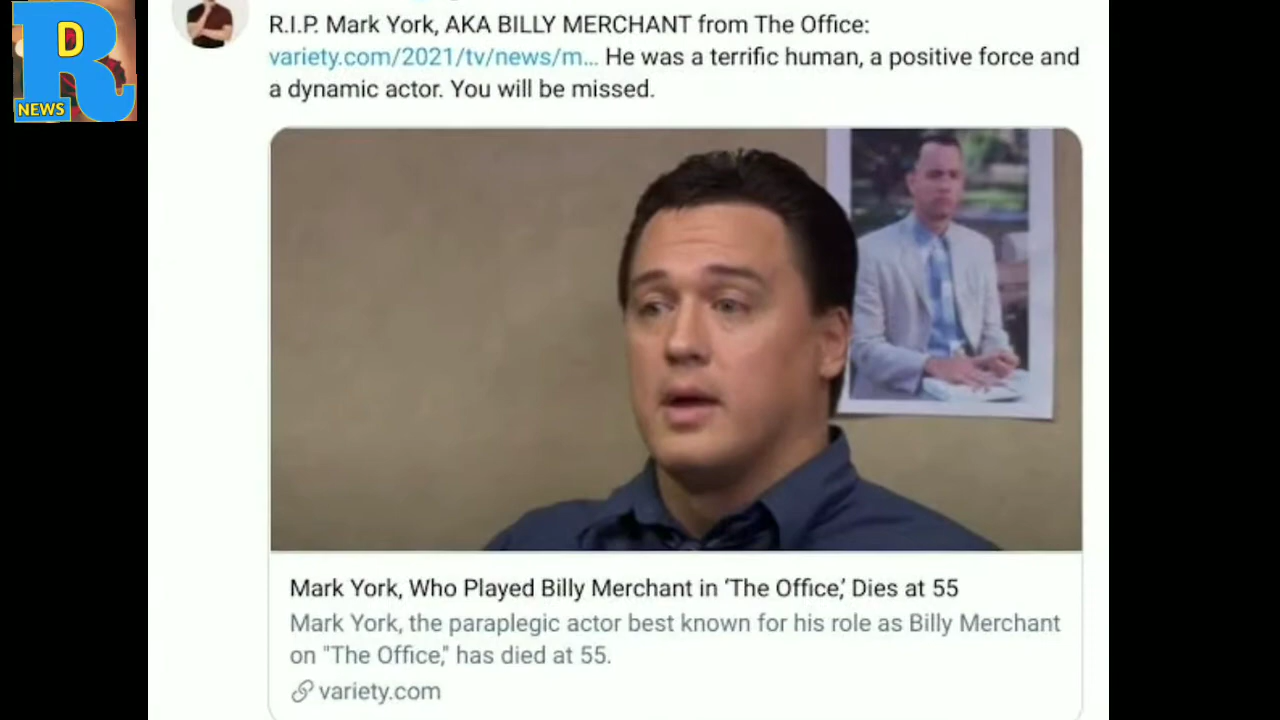 D
R
NEWS
R.I.P. Mark York, AKA BILLY MERCHANT from The Office:
variety.com/2021/tv/news/m... He was a terrific human, a positive force and
a dynamic actor. You will be missed.
Mark York, Who Played Billy Merchant in 'The Office,' Dies at 55
Mark York, the paraplegic actor best known for his role as Billy Merchant
on "The Office," has died at 55.
variety.com